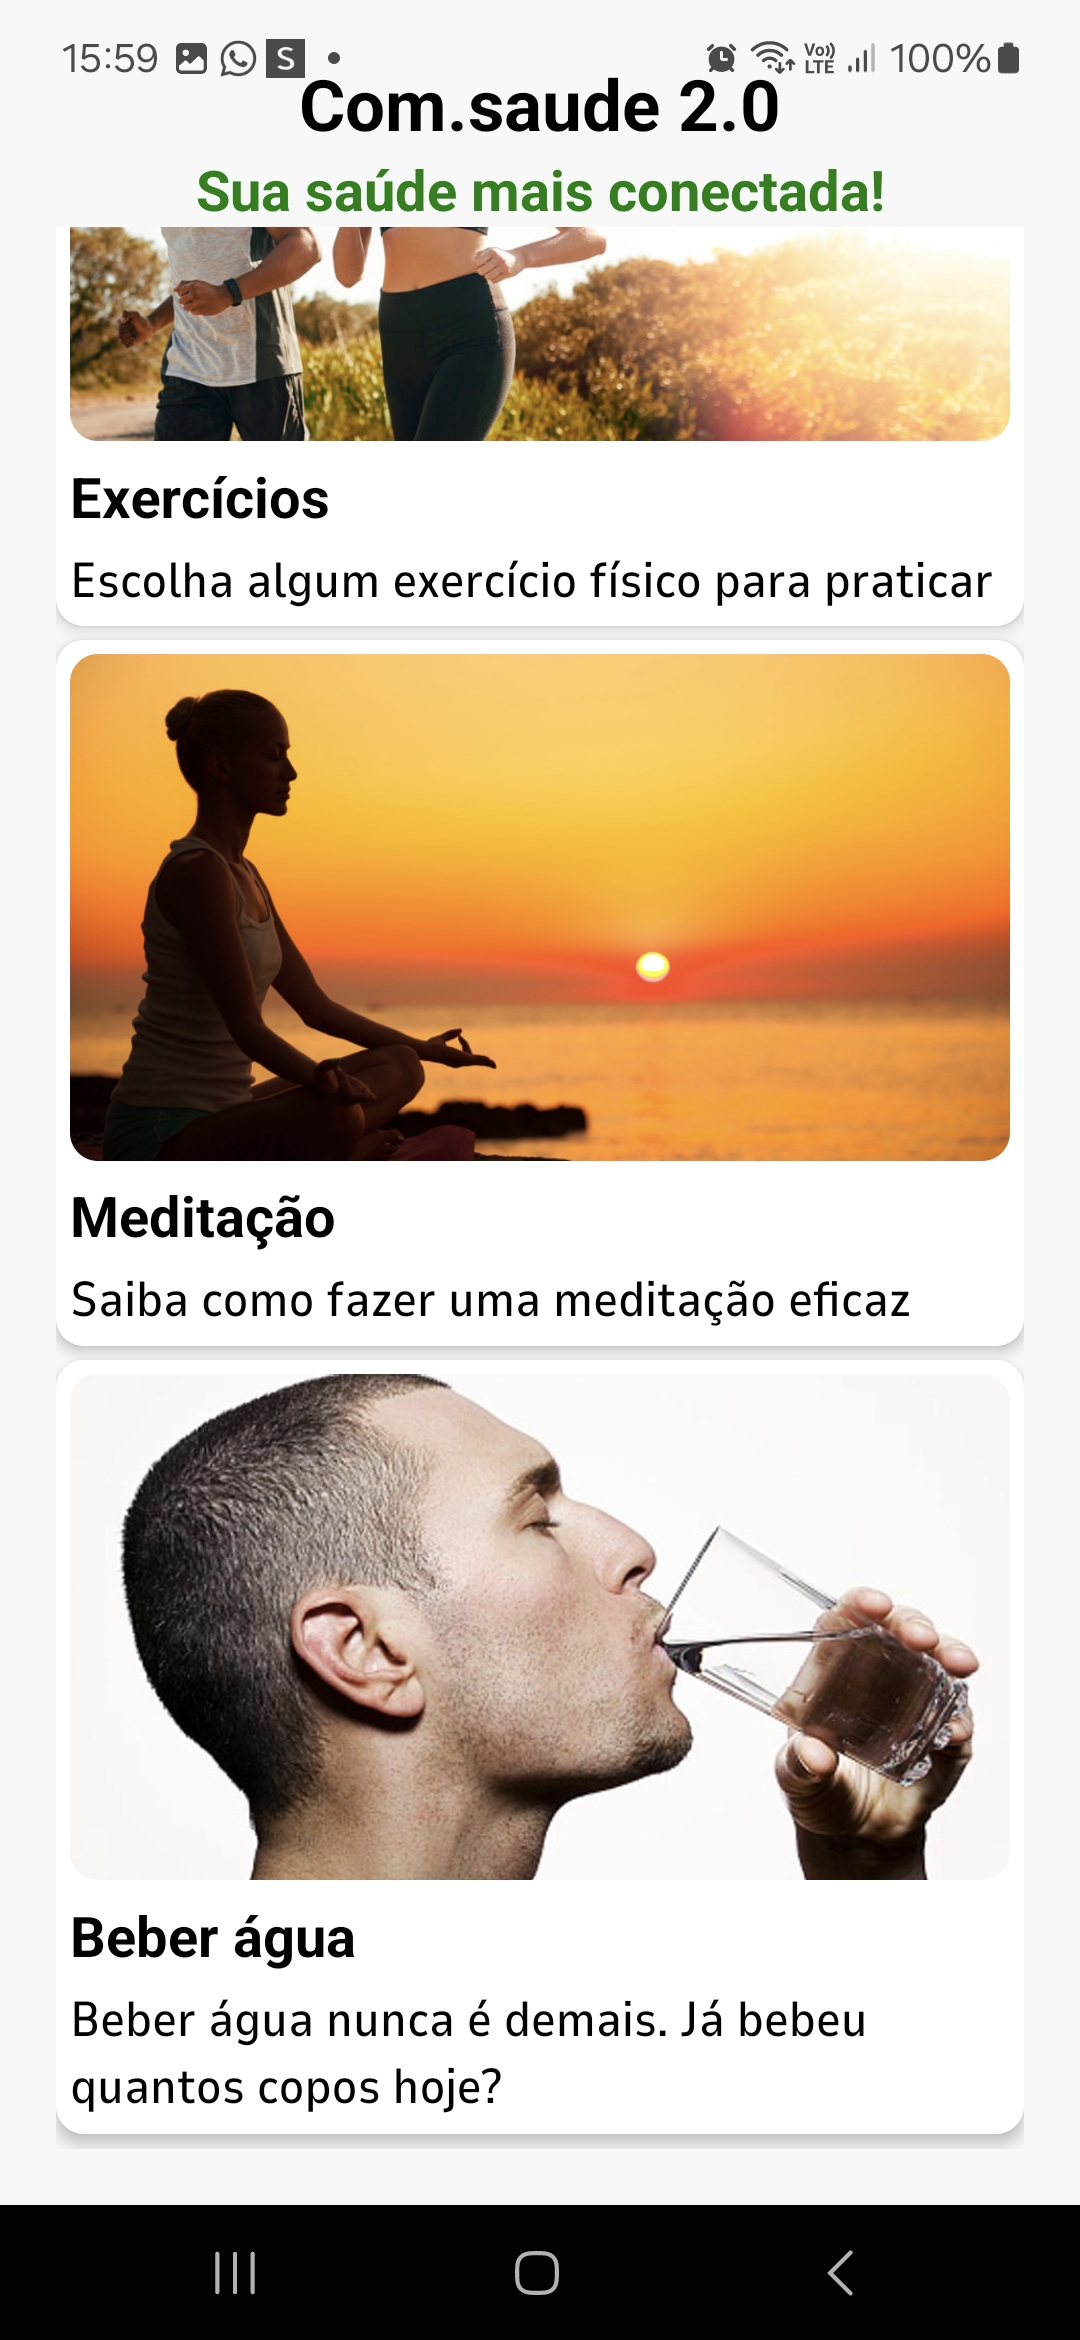 15:59 S Vo)) LTE 100%
Com.saude 2.0
Sua saúde mais conectada!
Exercícios
Escolha algum exercício físico para praticar
Meditação
Saiba como fazer uma meditação eficaz
Beber água
Beber água nunca é demais. Já bebeu
quantos copos hoje?